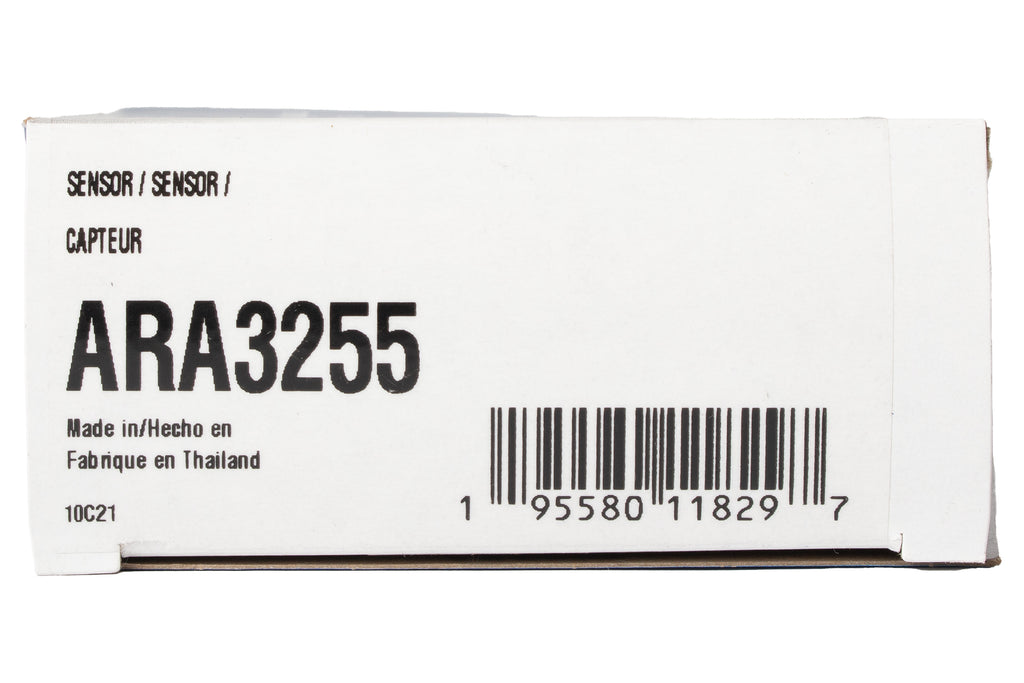 SENSOR / SENSOR /
CAPTEUR
ARA3255
Made in/Hecho en
Fabrique en Thailand
10C21
1 95580 11829 7